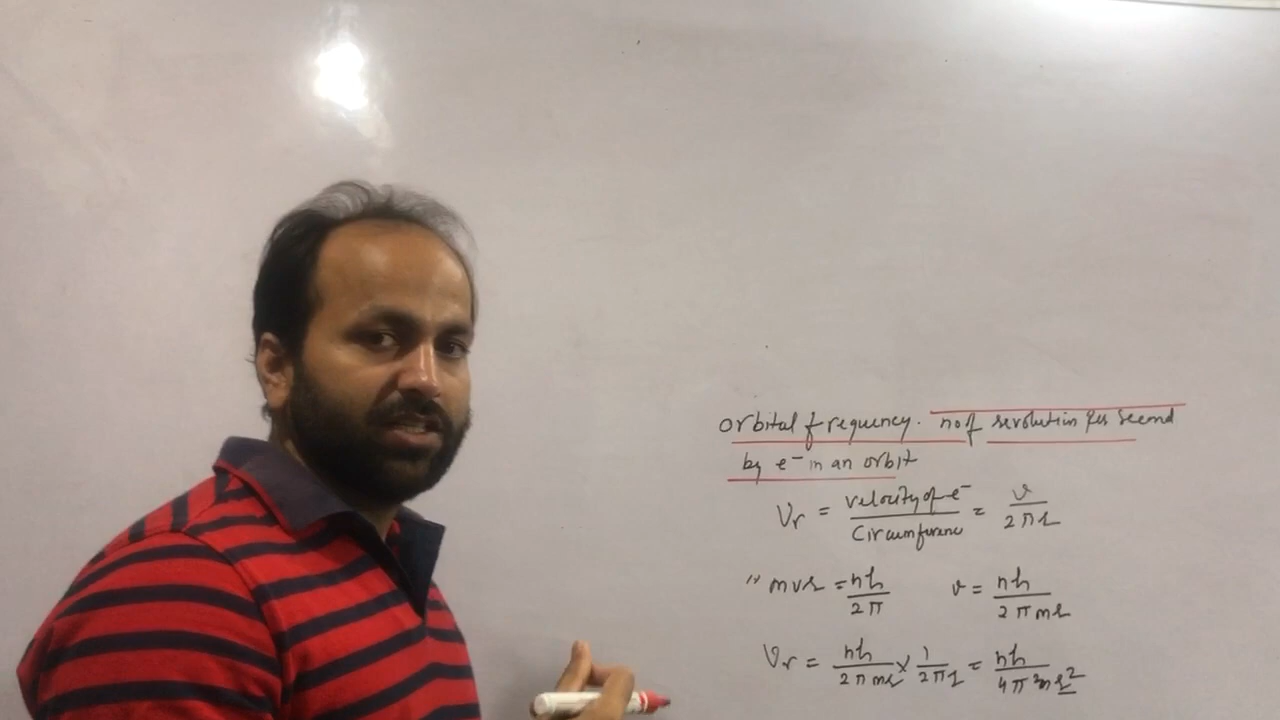 orbital frequency. no of revolution per second
by e⁻ in an orbit
Vr = velocity of e⁻ / Circumference = v / 2πr
" mvr = nh / 2π    v = nh / 2πmr
Vr = nh / 2πmr × 1 / 2πr = nh / 4π²mr²